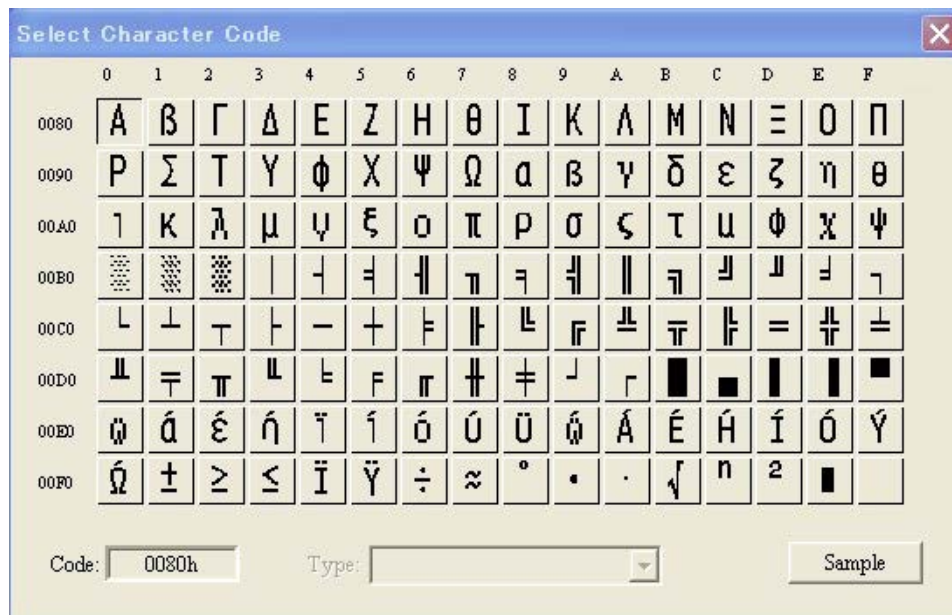 Select Character Code
0 1 2 3 4 5 6 7 8 9 A B C D E F
0080 Α Β Γ Δ Ε Ζ Η Θ Ι Κ Λ Μ Ν Ξ Ο Π
0090 Ρ Σ Τ Υ Φ Χ Ψ Ω α β γ δ ε ζ η θ
00A0 ι κ λ μ ν ξ ο π ρ σ ς τ υ φ χ ψ
00B0 ░ ▒ ▓ │ ┤ ╡ ╢ ╖ ╕ ╣ ║ ╗ ╝ ╜ ╛ ┐
00C0 └ ┴ ┬ ├ ─ ┼ ╞ ╟ ╚ ╔ ╩ ╦ ╠ ═ ╬ ╧
00D0 ╨ ╤ ╥ ╙ ╘ ╒ ╓ ╫ ╪ ┘ ┌ █ ▄ ▌ ▐ ▀
00E0 ω ά έ ή ϊ ί ό ύ ϋ ώ Ά Έ Ή Ί Ό Ύ
00F0 Ώ ± ≥ ≤ Ϊ Ϋ ÷ ≈ ° • · √ ⁿ ² ■
Code: 0080h Type: Sample